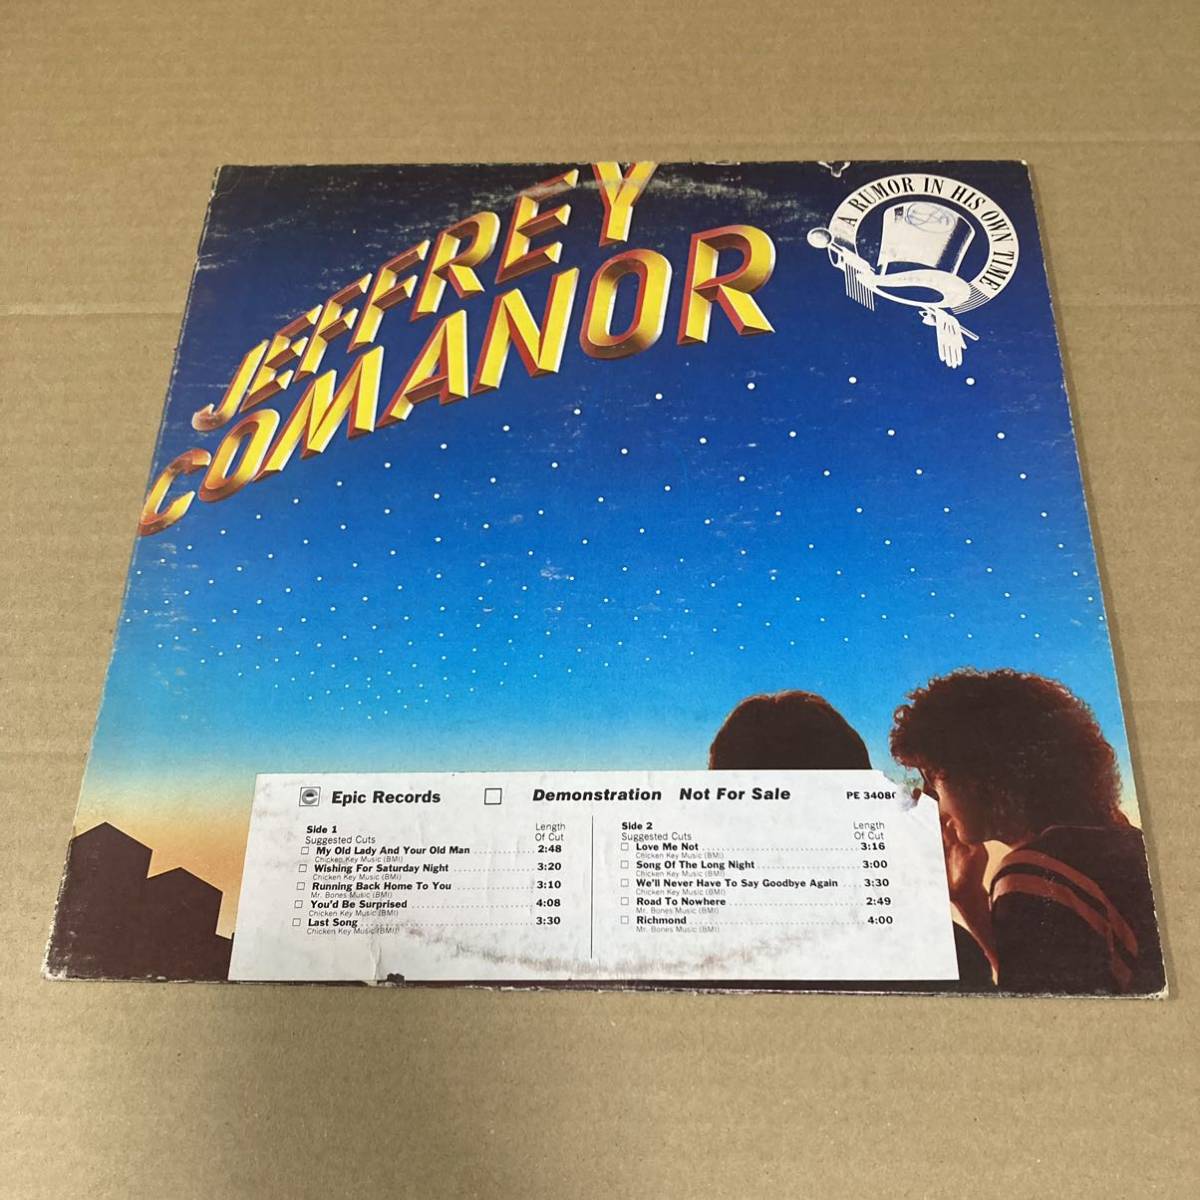 JEFFREY
COMANOR
A RUMOR IN HIS OWN TIME
Epic Records
Demonstration Not For Sale
PE 34080
Side 1
Suggested Cuts
Length
Of Cut
My Old Lady And Your Old Man 2:48
Chicken Key Music (BMI)
Wishing For Saturday Night 3:20
Chicken Key Music (BMI)
Running Back Home To You 3:10
Mr. Bones Music (BMI)
You'd Be Surprised 4:08
Chicken Key Music (BMI)
Last Song 3:30
Chicken Key Music (BMI)
Side 2
Suggested Cuts
Length
Of Cut
Love Me Not 3:16
Chicken Key Music (BMI)
Song Of The Long Night 3:00
Chicken Key Music (BMI)
We'll Never Have To Say Goodbye Again 3:30
Chicken Key Music (BMI)
Road To Nowhere 2:49
Mr. Bones Music (BMI)
Richmond 4:00
Mr. Bones Music (BMI)